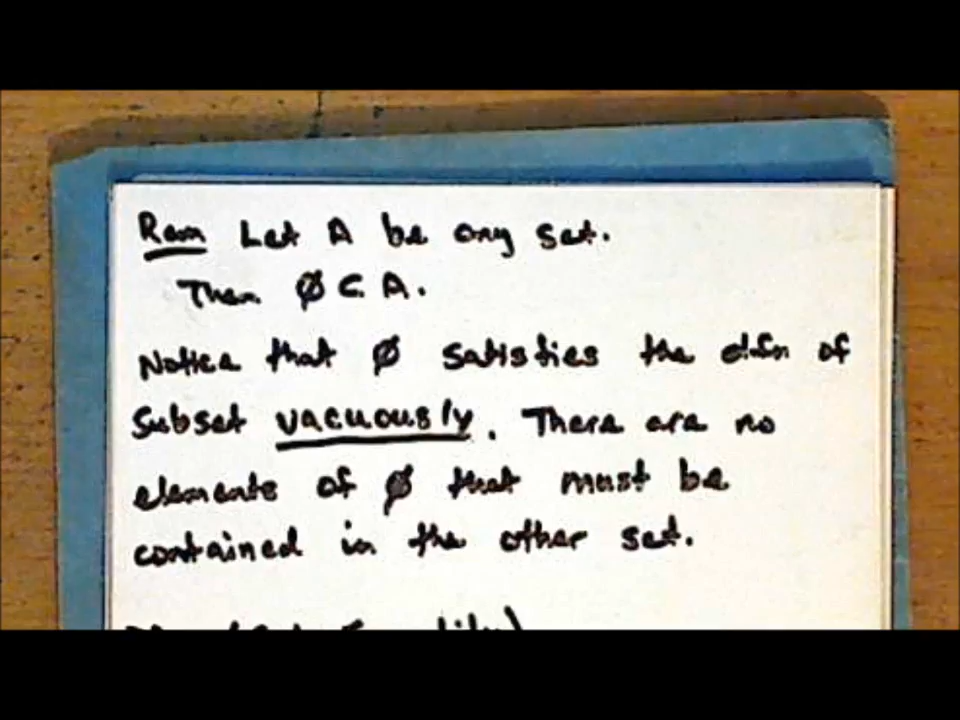 Rem Let A be any set.
Then ∅ ⊂ A.
Notice that ∅ satisfies the dfn of
subset vacuously. There are no
elements of ∅ that must be
contained in the other set.